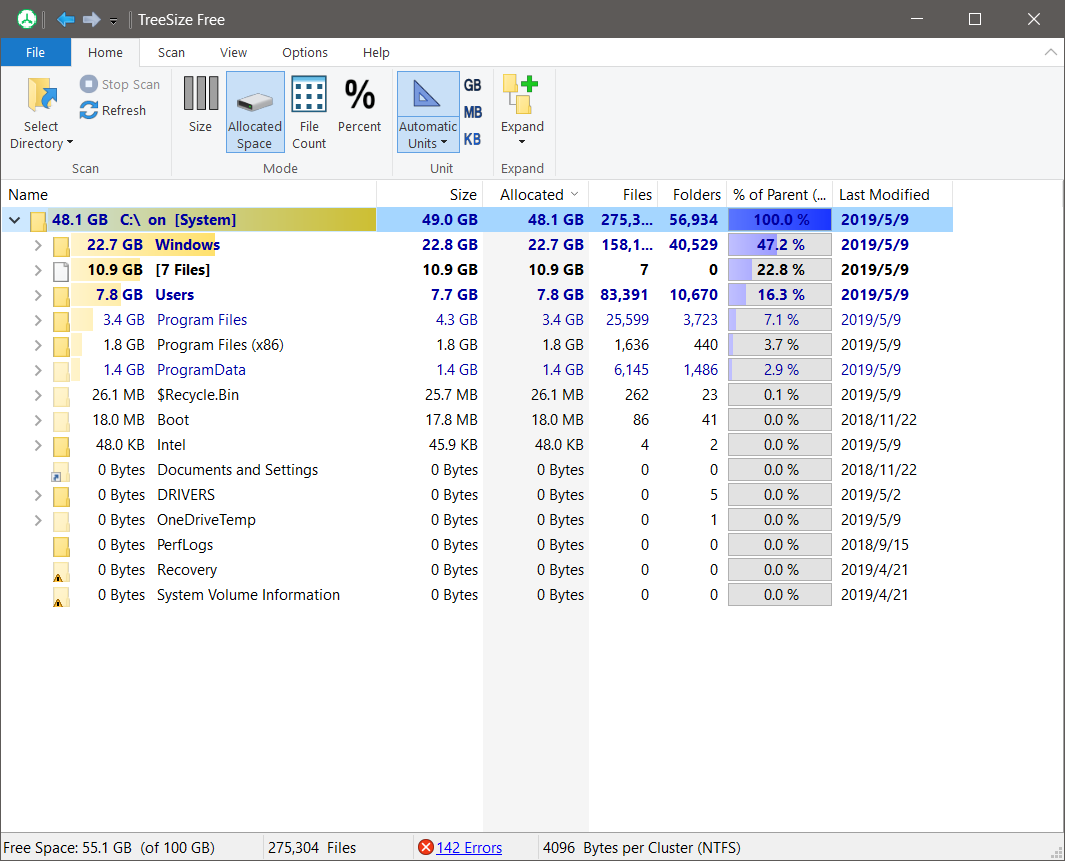 TreeSize Free
File Home Scan View Options Help
Select Directory
Stop Scan
Refresh
Scan
Size
Allocated Space
File Count
%
Percent
Mode
Automatic Units
GB
MB
KB
Unit
Expand
Expand
Name Size Allocated Files Folders % of Parent (... Last Modified
48.1 GB C:\ on [System] 49.0 GB 48.1 GB 275,3... 56,934 100.0 % 2019/5/9
22.7 GB Windows 22.8 GB 22.7 GB 158,1... 40,529 47.2 % 2019/5/9
10.9 GB [7 Files] 10.9 GB 10.9 GB 7 0 22.8 % 2019/5/9
7.8 GB Users 7.7 GB 7.8 GB 83,391 10,670 16.3 % 2019/5/9
3.4 GB Program Files 4.3 GB 3.4 GB 25,599 3,723 7.1 % 2019/5/9
1.8 GB Program Files (x86) 1.8 GB 1.8 GB 1,636 440 3.7 % 2019/5/9
1.4 GB ProgramData 1.4 GB 1.4 GB 6,145 1,486 2.9 % 2019/5/9
26.1 MB $Recycle.Bin 25.7 MB 26.1 MB 262 23 0.1 % 2019/5/9
18.0 MB Boot 17.8 MB 18.0 MB 86 41 0.0 % 2018/11/22
48.0 KB Intel 45.9 KB 48.0 KB 4 2 0.0 % 2019/5/9
0 Bytes Documents and Settings 0 Bytes 0 Bytes 0 0 0.0 % 2018/11/22
0 Bytes DRIVERS 0 Bytes 0 Bytes 0 5 0.0 % 2019/5/2
0 Bytes OneDriveTemp 0 Bytes 0 Bytes 0 1 0.0 % 2019/5/9
0 Bytes PerfLogs 0 Bytes 0 Bytes 0 0 0.0 % 2018/9/15
0 Bytes Recovery 0 Bytes 0 Bytes 0 0 0.0 % 2019/4/21
0 Bytes System Volume Information 0 Bytes 0 Bytes 0 0 0.0 % 2019/4/21
Free Space: 55.1 GB (of 100 GB) 275,304 Files 142 Errors 4096 Bytes per Cluster (NTFS)